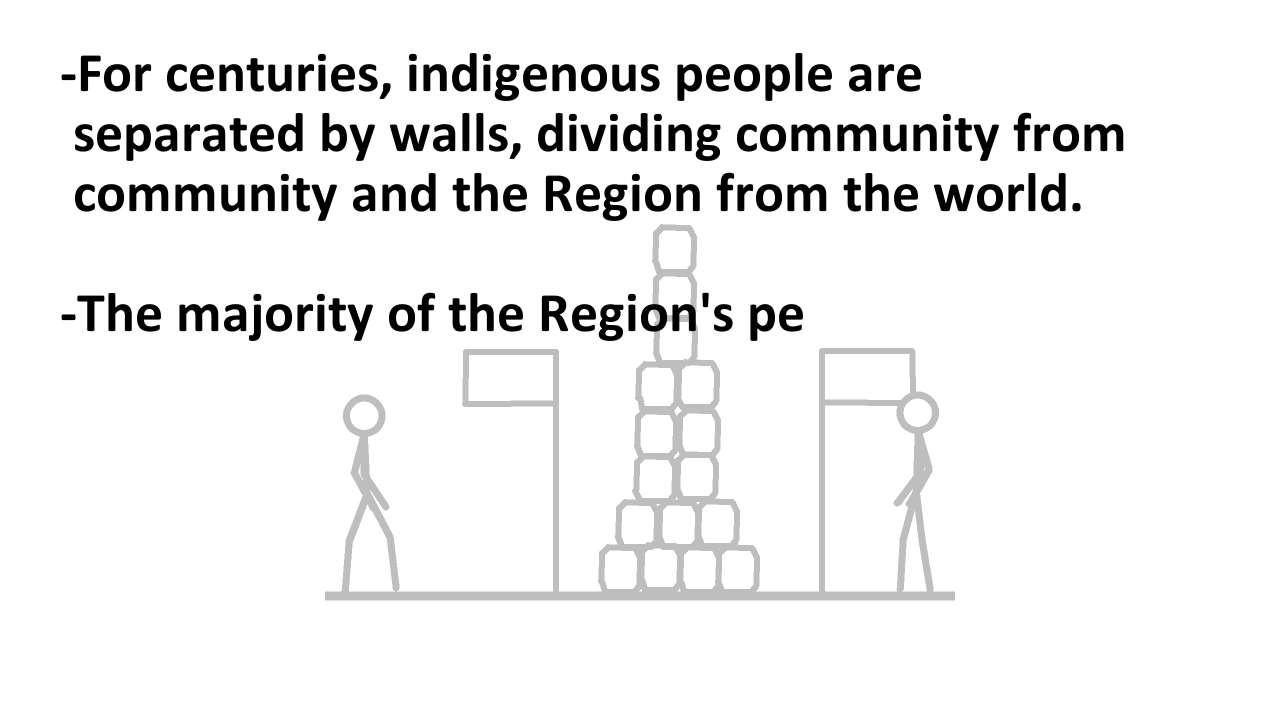 -For centuries, indigenous people are
separated by walls, dividing community from
community and the Region from the world.
-The majority of the Region's pe